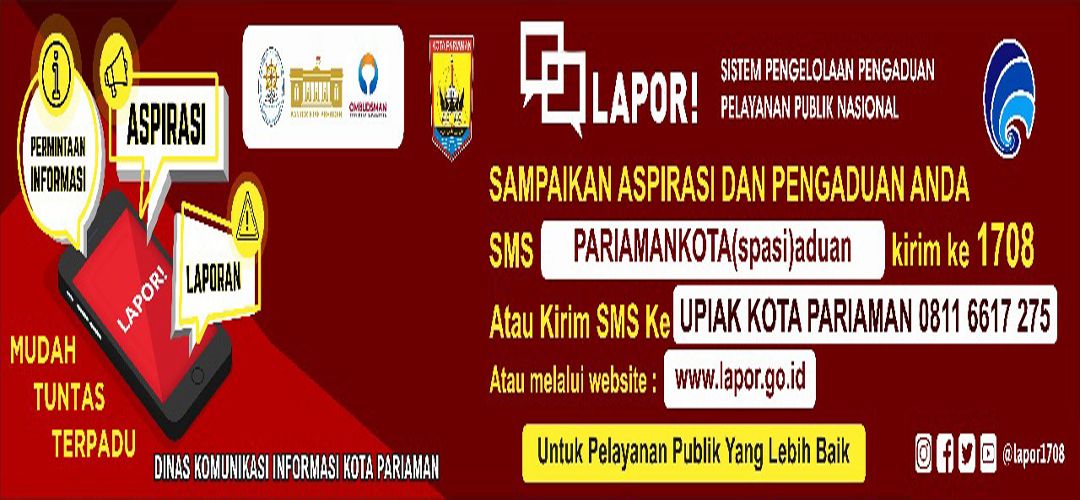 PERMINTAAN
INFORMASI
ASPIRASI
LAPORAN
LAPOR!
MUDAH
TUNTAS
TERPADU
DINAS KOMUNIKASI INFORMASI KOTA PARIAMAN
OMBUDSMAN
KOTA PARIAMAN
LAPOR!
SISTEM PENGELOLAAN PENGADUAN
PELAYANAN PUBLIK NASIONAL
SAMPAIKAN ASPIRASI DAN PENGADUAN ANDA
SMS PARIAMANKOTA(spasi)aduan kirim ke 1708
Atau Kirim SMS Ke UPIAK KOTA PARIAMAN 0811 6617 275
Atau melalui website : www.lapor.go.id
Untuk Pelayanan Publik Yang Lebih Baik
@lapor1708